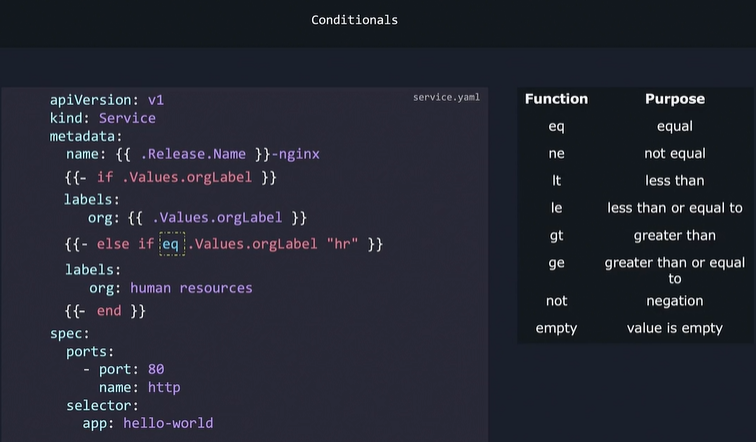 Conditionals
service.yaml
apiVersion: v1
kind: Service
metadata:
  name: {{ .Release.Name }}-nginx
  {{- if .Values.orgLabel }}
  labels:
    org: {{ .Values.orgLabel }}
  {{- else if eq .Values.orgLabel "hr" }}
  labels:
    org: human resources
  {{- end }}
spec:
  ports:
    - port: 80
      name: http
  selector:
    app: hello-world
Function Purpose
eq equal
ne not equal
lt less than
le less than or equal to
gt greater than
ge greater than or equal
to
not negation
empty value is empty